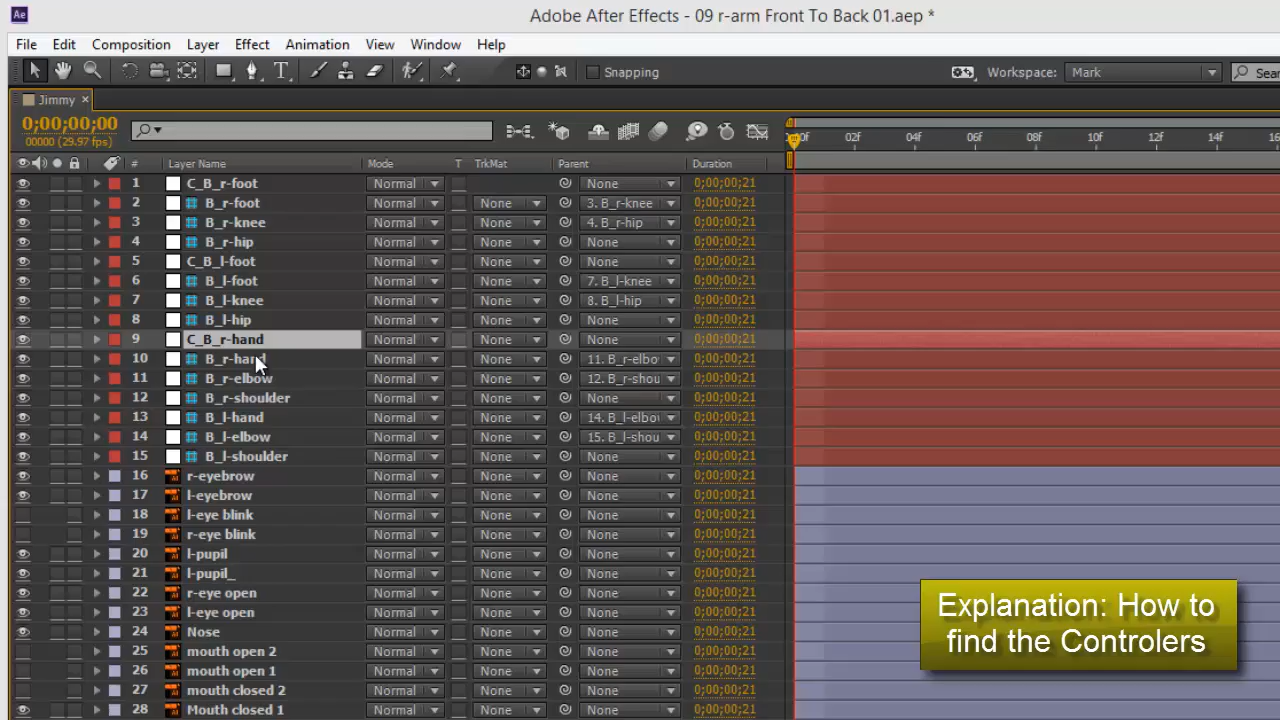 Ae Adobe After Effects - 09 r-arm Front To Back 01.aep *
File Edit Composition Layer Effect Animation View Window Help
T Snapping Workspace: Mark Sear
Jimmy ×
0;00;00;00
00000 (29.97 fps)
00f 02f 04f 06f 08f 10f 12f 14f 16
# Layer Name Mode T TrkMat Parent Duration
1 C_B_r-foot Normal None 0;00;00;21
2 B_r-foot Normal None 3. B_r-knee 0;00;00;21
3 B_r-knee Normal None 4. B_r-hip 0;00;00;21
4 B_r-hip Normal None None 0;00;00;21
5 C_B_l-foot Normal None None 0;00;00;21
6 B_l-foot Normal None 7. B_l-knee 0;00;00;21
7 B_l-knee Normal None 8. B_l-hip 0;00;00;21
8 B_l-hip Normal None None 0;00;00;21
9 C_B_r-hand Normal None None 0;00;00;21
10 B_r-hand Normal None 11. B_r-elbo 0;00;00;21
11 B_r-elbow Normal None 12. B_r-shou 0;00;00;21
12 B_r-shoulder Normal None None 0;00;00;21
13 B_l-hand Normal None 14. B_l-elbo 0;00;00;21
14 B_l-elbow Normal None 15. B_l-shou 0;00;00;21
15 B_l-shoulder Normal None None 0;00;00;21
16 r-eyebrow Normal None None 0;00;00;21
17 l-eyebrow Normal None None 0;00;00;21
18 l-eye blink Normal None None 0;00;00;21
19 r-eye blink Normal None None 0;00;00;21
20 l-pupil Normal None None 0;00;00;21
21 l-pupil_ Normal None None 0;00;00;21
22 r-eye open Normal None None 0;00;00;21
23 l-eye open Normal None None 0;00;00;21
24 Nose Normal None None 0;00;00;21
25 mouth open 2 Normal None None 0;00;00;21
26 mouth open 1 Normal None None 0;00;00;21
27 mouth closed 2 Normal None None 0;00;00;21
28 Mouth closed 1 Normal None None 0;00;00;21
Explanation: How to
find the Controlers